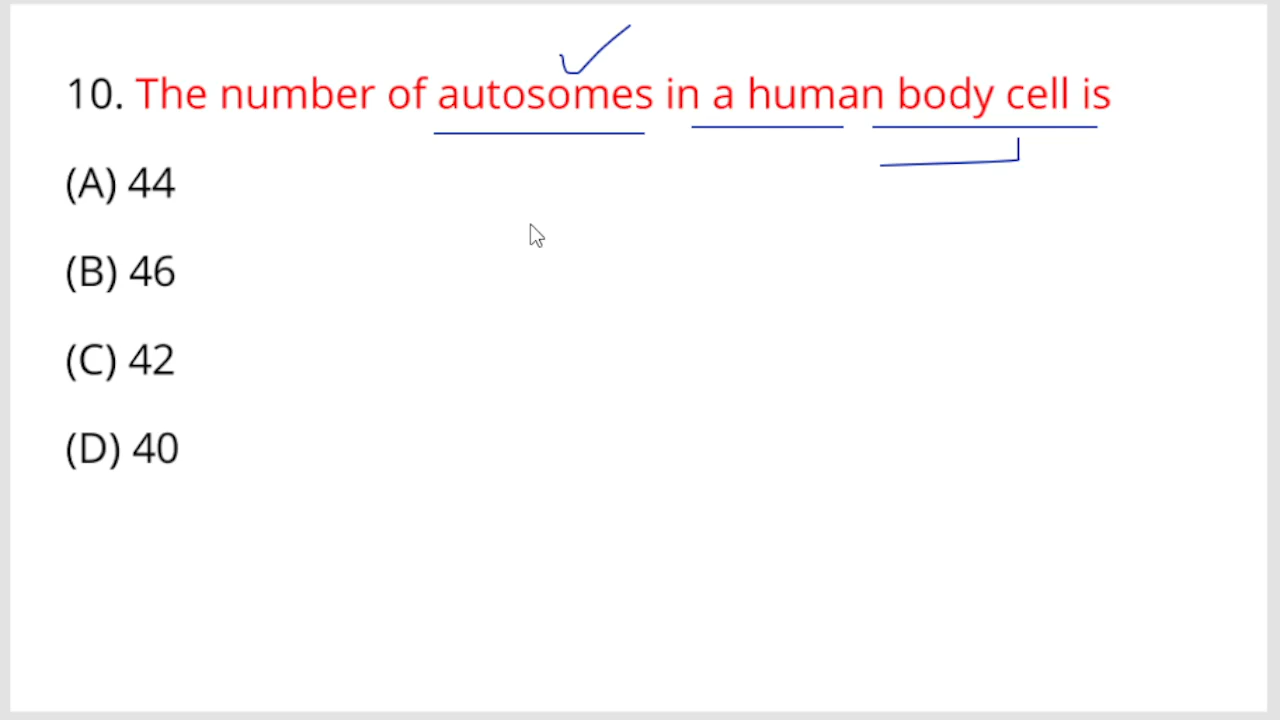 10. The number of autosomes in a human body cell is
(A) 44
(B) 46
(C) 42
(D) 40